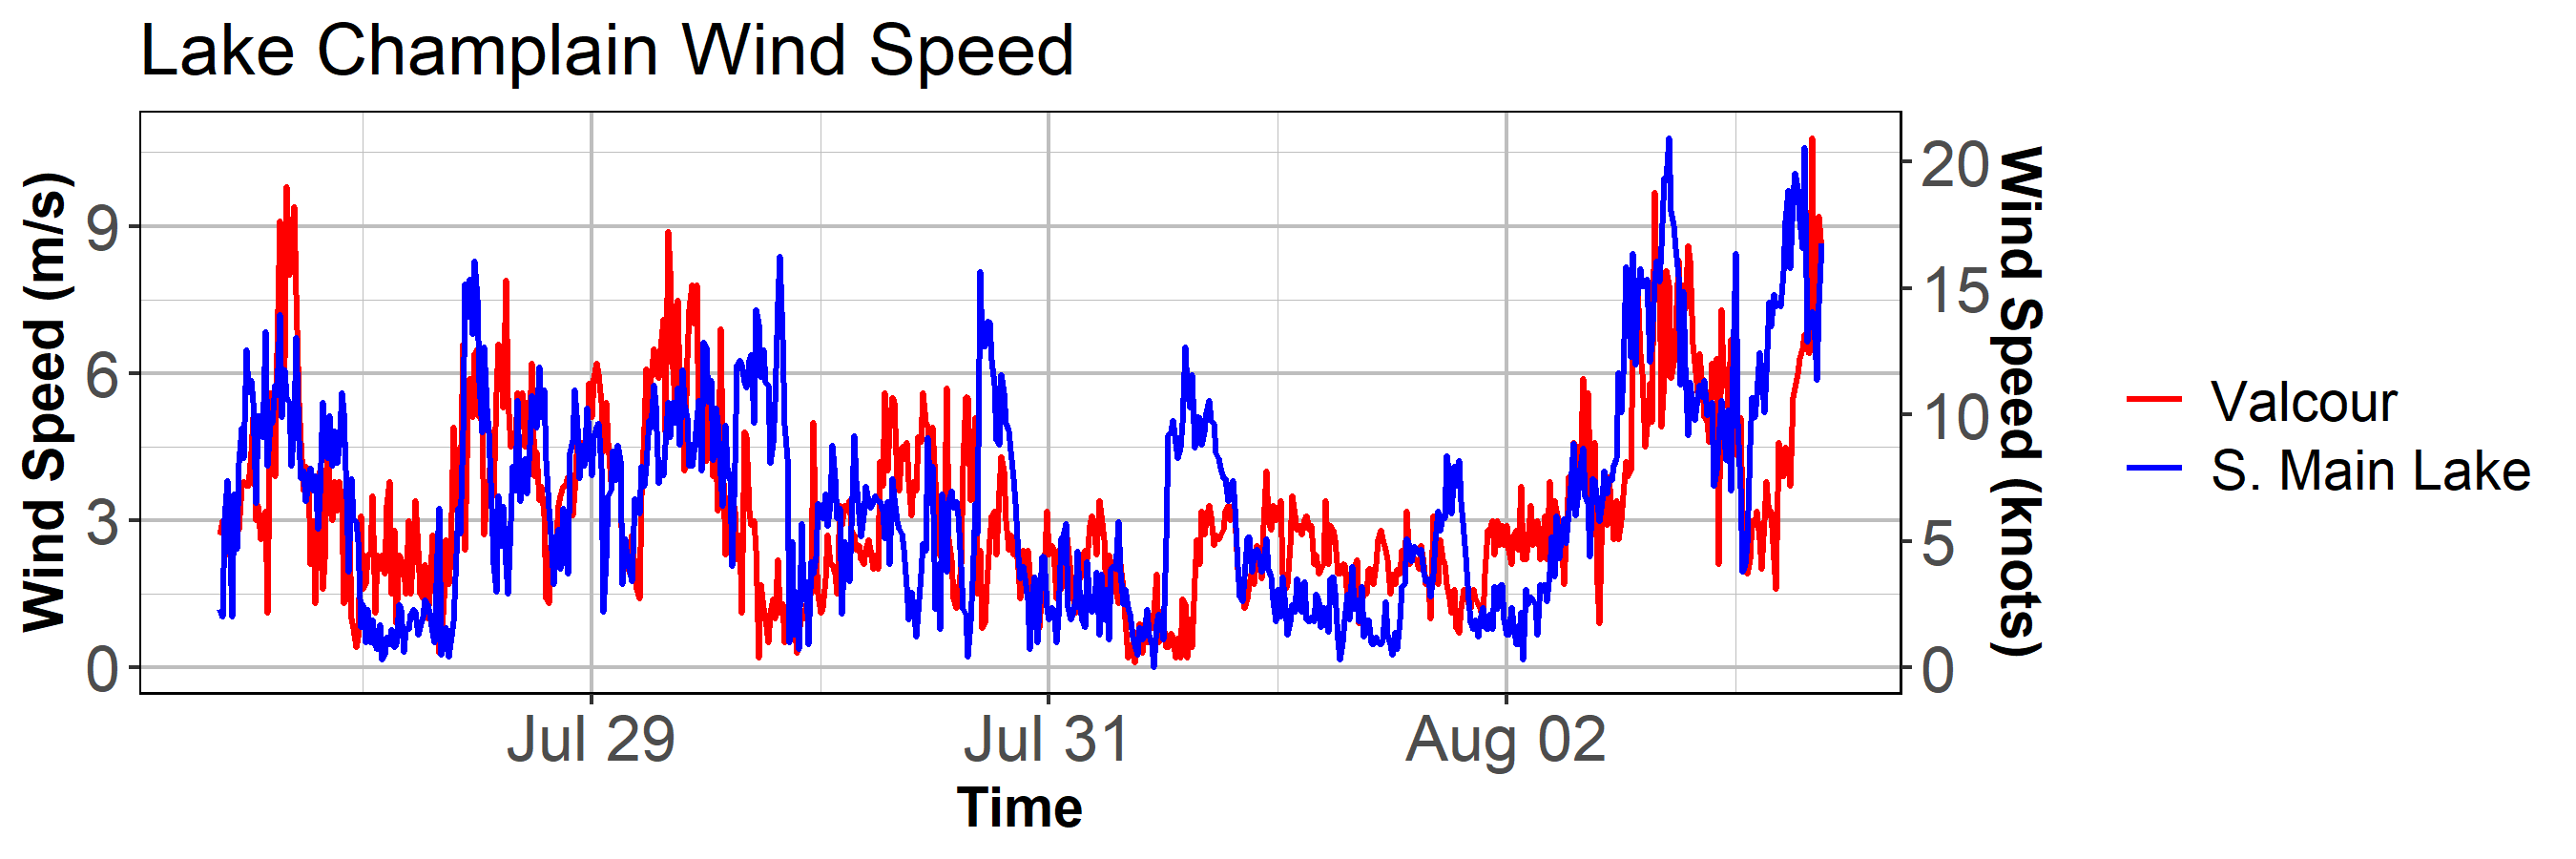 Lake Champlain Wind Speed
Wind Speed (m/s)
9
6
3
0
20
15
10
5
0
Wind Speed (knots)
Jul 29
Jul 31
Aug 02
Time
Valcour
S. Main Lake